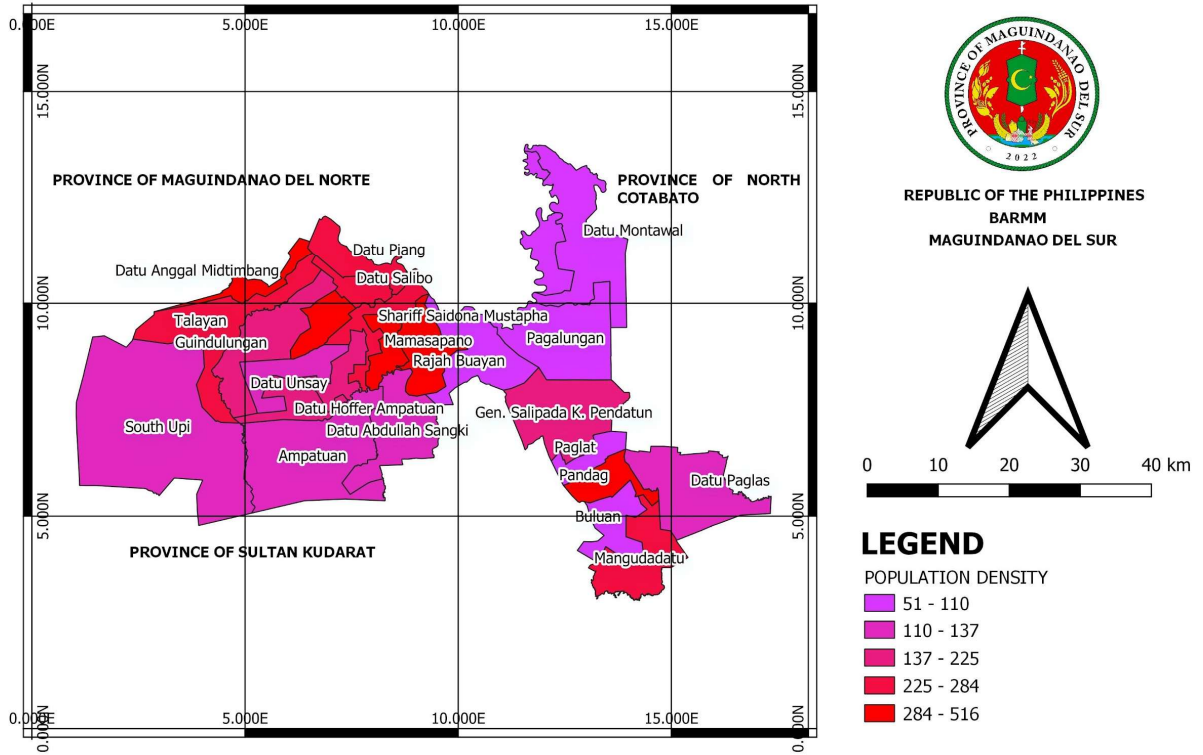 0.000E 5.000E 10.000E 15.000E
15.000N 15.000N
PROVINCE OF MAGUINDANAO DEL NORTE
PROVINCE OF NORTH
COTABATO
Datu Montawal
Datu Piang
Datu Anggal Midtimbang
Datu Salibo
10.000N 10.000N
Talayan
Shariff Saidona Mustapha
Guindulungan
Mamasapano
Pagalungan
Rajah Buayan
Datu Unsay
Datu Hoffer Ampatuan
Gen. Salipada K. Pendatun
South Upi
Datu Abdullah Sangki
Ampatuan
Paglat
Pandag
Datu Paglas
5.000N 5.000N
Buluan
PROVINCE OF SULTAN KUDARAT
Mangudadatu
0.000E 5.000E 10.000E 15.000E
0.000N 0.000N
PROVINCE OF MAGUINDANAO DEL SUR
2022
REPUBLIC OF THE PHILIPPINES
BARMM
MAGUINDANAO DEL SUR
0 10 20 30 40 km
LEGEND
POPULATION DENSITY
51 - 110
110 - 137
137 - 225
225 - 284
284 - 516